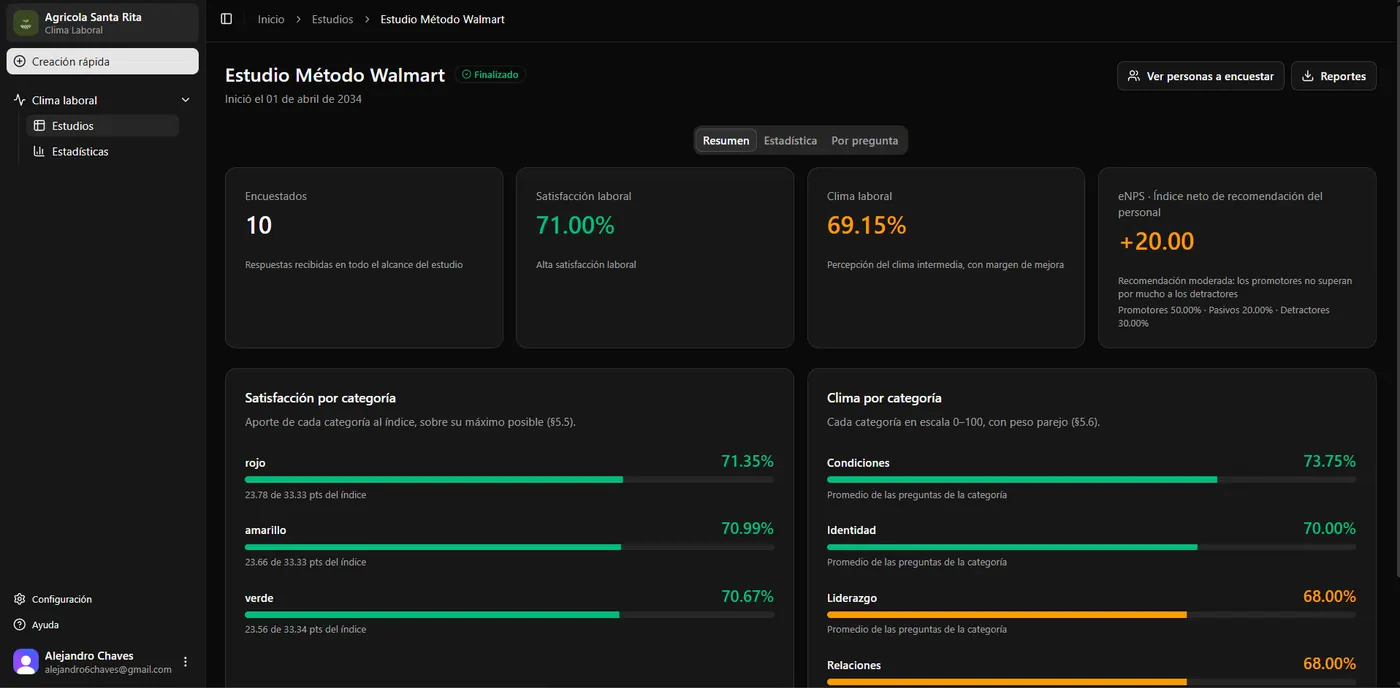 Agricola Santa Rita
Clima Laboral
Creación rápida
Clima laboral
Estudios
Estadísticas
Configuración
Ayuda
Alejandro Chaves
alejandro6chaves@gmail.com
Inicio > Estudios > Estudio Método Walmart
Estudio Método Walmart
Finalizado
Inició el 01 de abril de 2034
Ver personas a encuestar
Reportes
Resumen
Estadística
Por pregunta
Encuestados
10
Respuestas recibidas en todo el alcance del estudio
Satisfacción laboral
71.00%
Alta satisfacción laboral
Clima laboral
69.15%
Percepción del clima intermedia, con margen de mejora
eNPS · Índice neto de recomendación del
personal
+20.00
Recomendación moderada: los promotores no superan
por mucho a los detractores
Promotores 50.00% · Pasivos 20.00% · Detractores
30.00%
Satisfacción por categoría
Aporte de cada categoría al índice, sobre su máximo posible (§5.5).
rojo
71.35%
23.78 de 33.33 pts del índice
amarillo
70.99%
23.66 de 33.33 pts del índice
verde
70.67%
23.56 de 33.34 pts del índice
Clima por categoría
Cada categoría en escala 0–100, con peso parejo (§5.6).
Condiciones
73.75%
Promedio de las preguntas de la categoría
Identidad
70.00%
Promedio de las preguntas de la categoría
Liderazgo
68.00%
Promedio de las preguntas de la categoría
Relaciones
68.00%